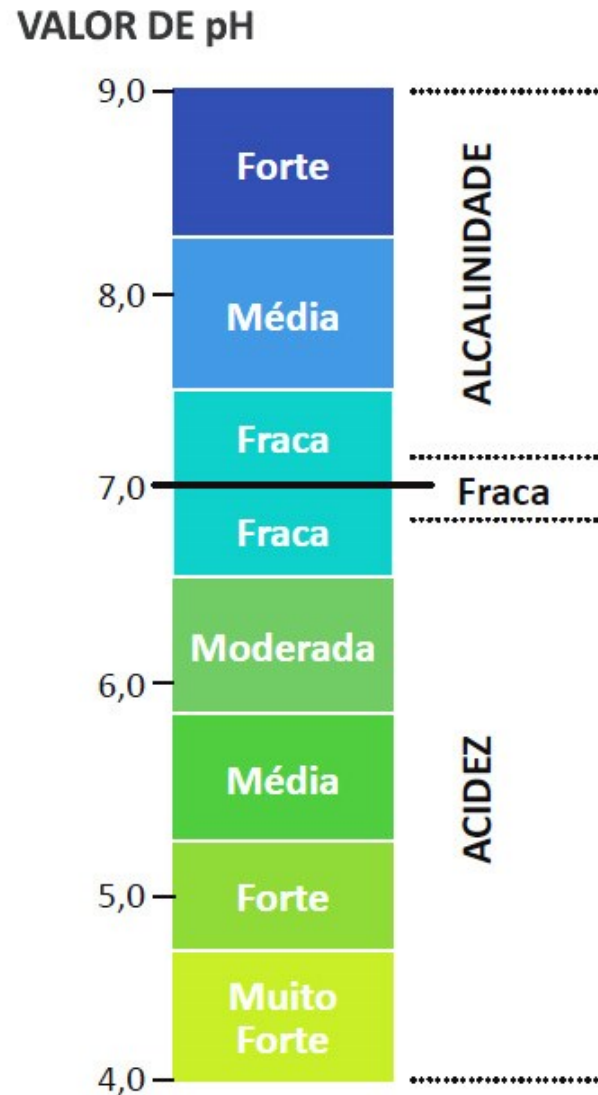 VALOR DE pH
9,0
Forte
8,0
Média
Fraca
7,0
Fraca
Moderada
6,0
Média
5,0
Forte
Muito
Forte
4,0
ALCALINIDADE
Fraca
ACIDEZ